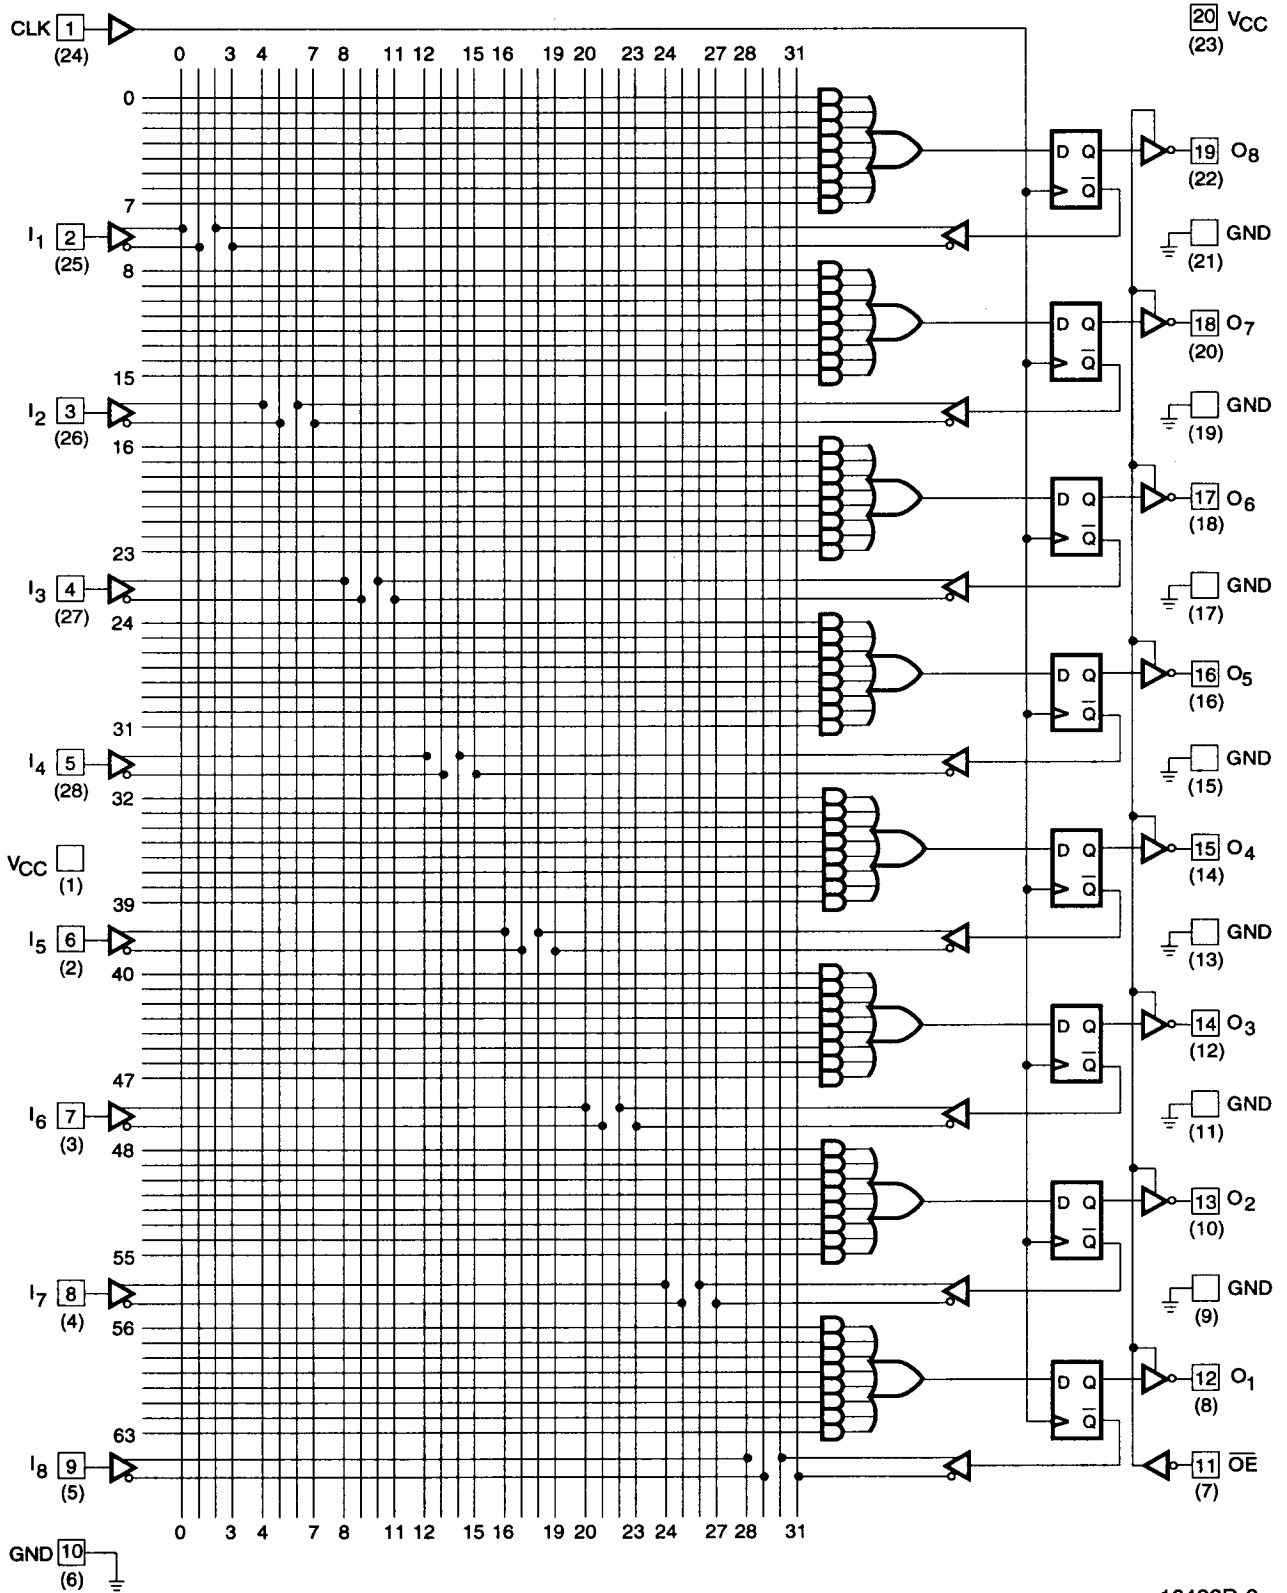 CLK 1 20 VCC
(24) (23)
0 3 4 7 8 11 12 15 16 19 20 23 24 27 28 31
0
D Q 19 O8
Q (22)
7
I1 2 GND
(25) (21)
8
D Q 18 O7
Q (20)
15
I2 3 GND
(26) (19)
16
D Q 17 O6
Q (18)
23
I3 4 GND
(27) (17)
24
D Q 16 O5
Q (16)
31
I4 5 GND
(28) (15)
32
D Q 15 O4
VCC Q (14)
(1)
39
I5 6 GND
(2) (13)
40
D Q 14 O3
Q (12)
47
I6 7 GND
(3) (11)
48
D Q 13 O2
Q (10)
55
I7 8 GND
(4) (9)
56
D Q 12 O1
Q (8)
63
I8 9 11 OE
(5) (7)
0 3 4 7 8 11 12 15 16 19 20 23 24 27 28 31
GND 10
(6)